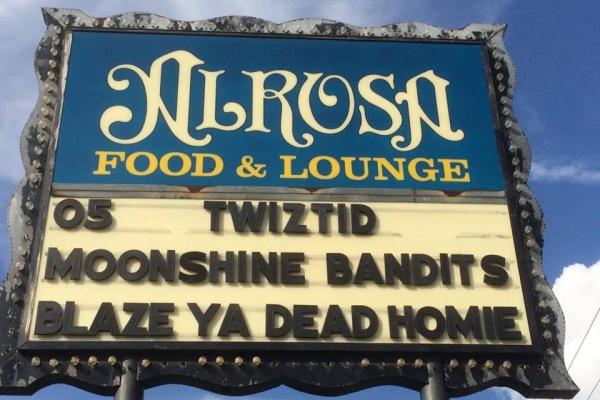 ALROSA
FOOD & LOUNGE
05 TWIZTID
MOONSHINE BANDITS
BLAZE YA DEAD HOMIE